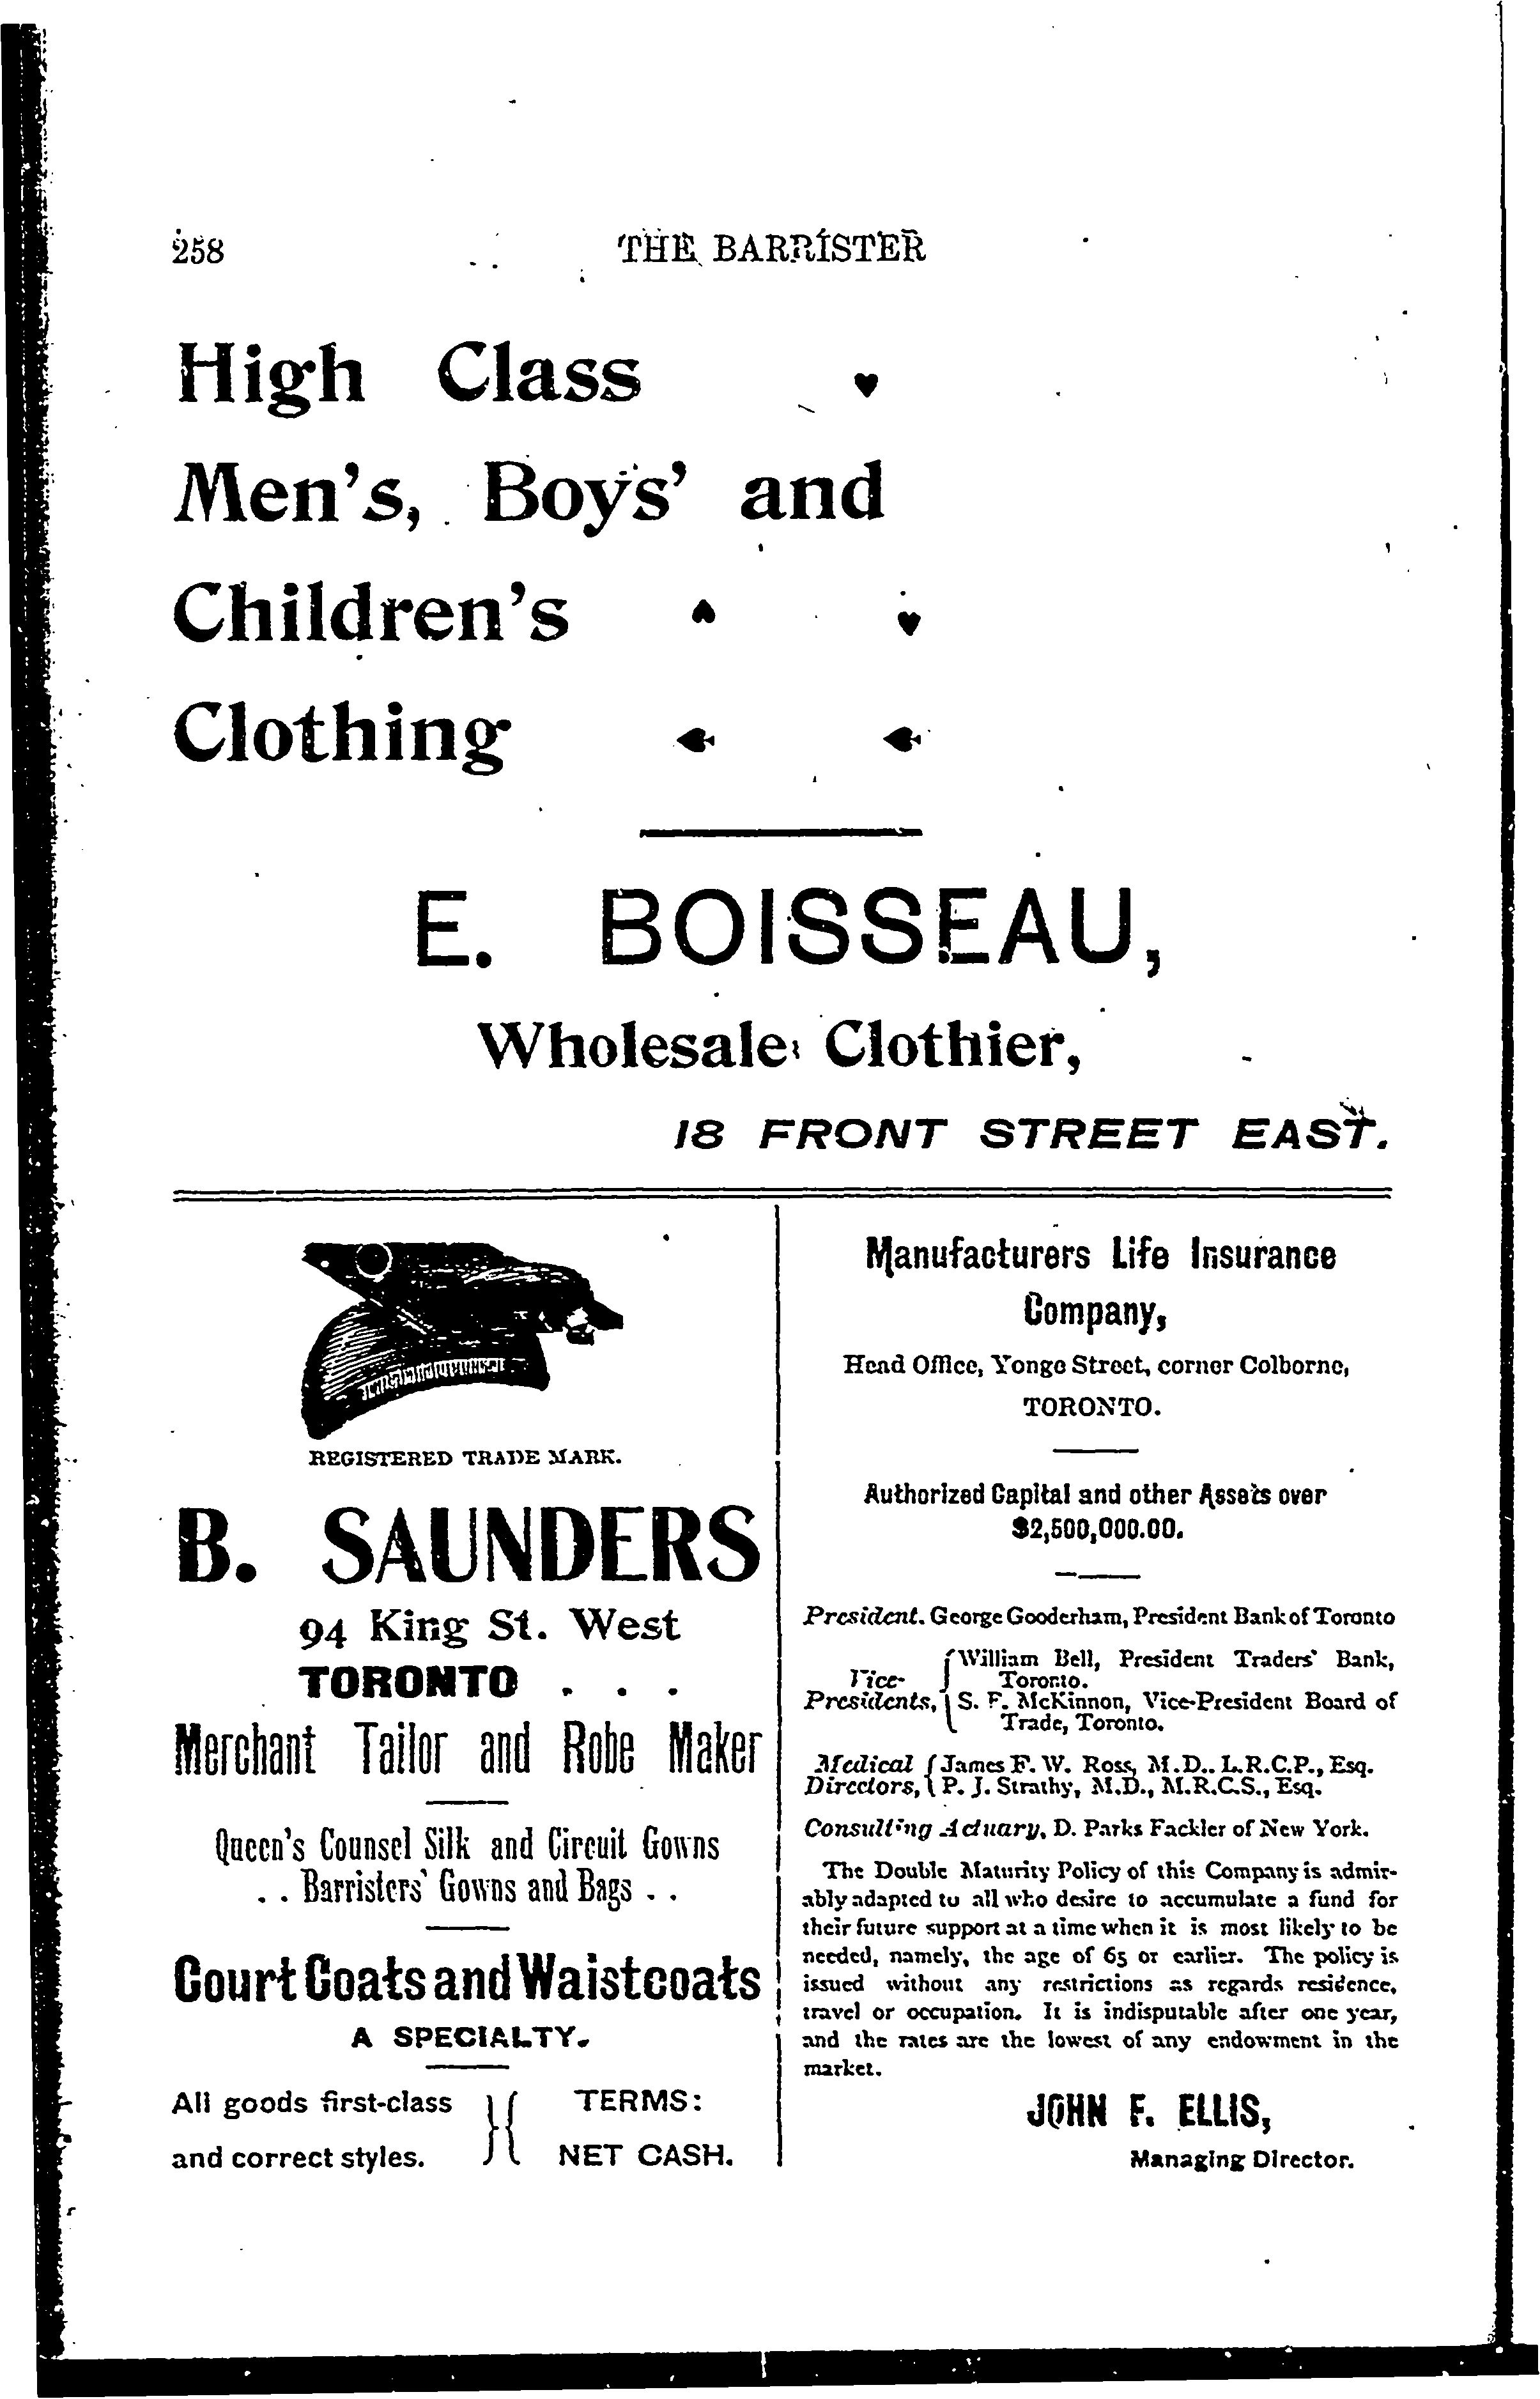 258 THE BARRISTER
High Class
Men's, Boys' and
Children's
Clothing
E. BOISSEAU,
Wholesale Clothier,
18 FRONT STREET EAST.
REGISTERED TRADE MARK.
B. SAUNDERS
94 King St. West
TORONTO . . .
Merchant Tailor and Robe Maker
Queen's Counsel Silk and Circuit Gowns
. . Barristers' Gowns and Bags . .
Court Coats and Waistcoats
A SPECIALTY.
All goods first-class
and correct styles.
TERMS:
NET CASH.
Manufacturers Life Insurance
Company,
Head Office, Yonge Street, corner Colborne,
TORONTO.
Authorized Capital and other Assets over
$2,500,000.00.
President. George Gooderham, President Bank of Toronto
Vice-Presidents, { William Bell, President Traders' Bank,
Toronto.
S. F. McKinnon, Vice-President Board of
Trade, Toronto.
Medical { James F. W. Ross, M.D.. L.R.C.P., Esq.
Directors, { P. J. Strathy, M.D., M.R.C.S., Esq.
Consulting Actuary, D. Parks Fackler of New York.
The Double Maturity Policy of this Company is admir-
ably adapted to all who desire to accumulate a fund for
their future support at a time when it is most likely to be
needed, namely, the age of 65 or earlier. The policy is
issued without any restrictions as regards residence,
travel or occupation. It is indisputable after one year,
and the rates are the lowest of any endowment in the
market.
JOHN F. ELLIS,
Managing Director.